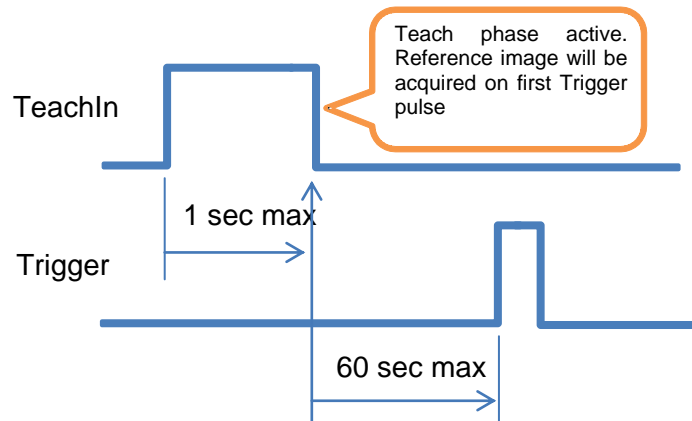 Teach phase active.
Reference image will be
acquired on first Trigger
pulse
TeachIn
1 sec max
Trigger
60 sec max